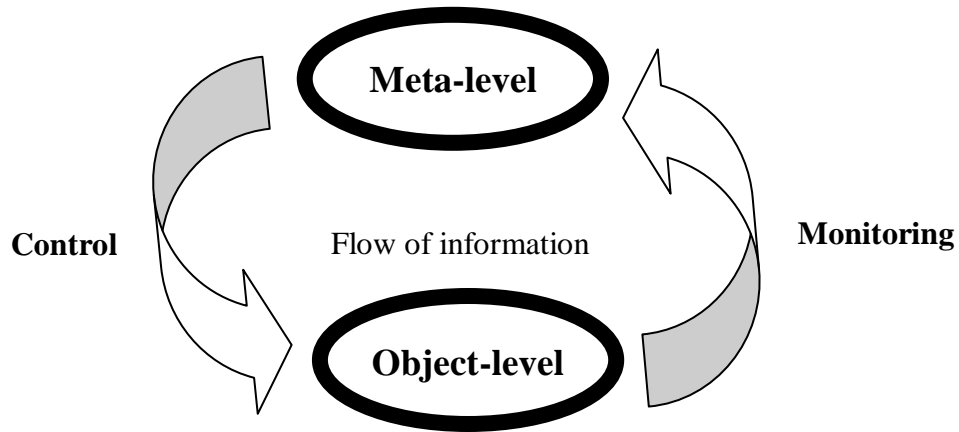 Meta-level
Control
Flow of information
Monitoring
Object-level